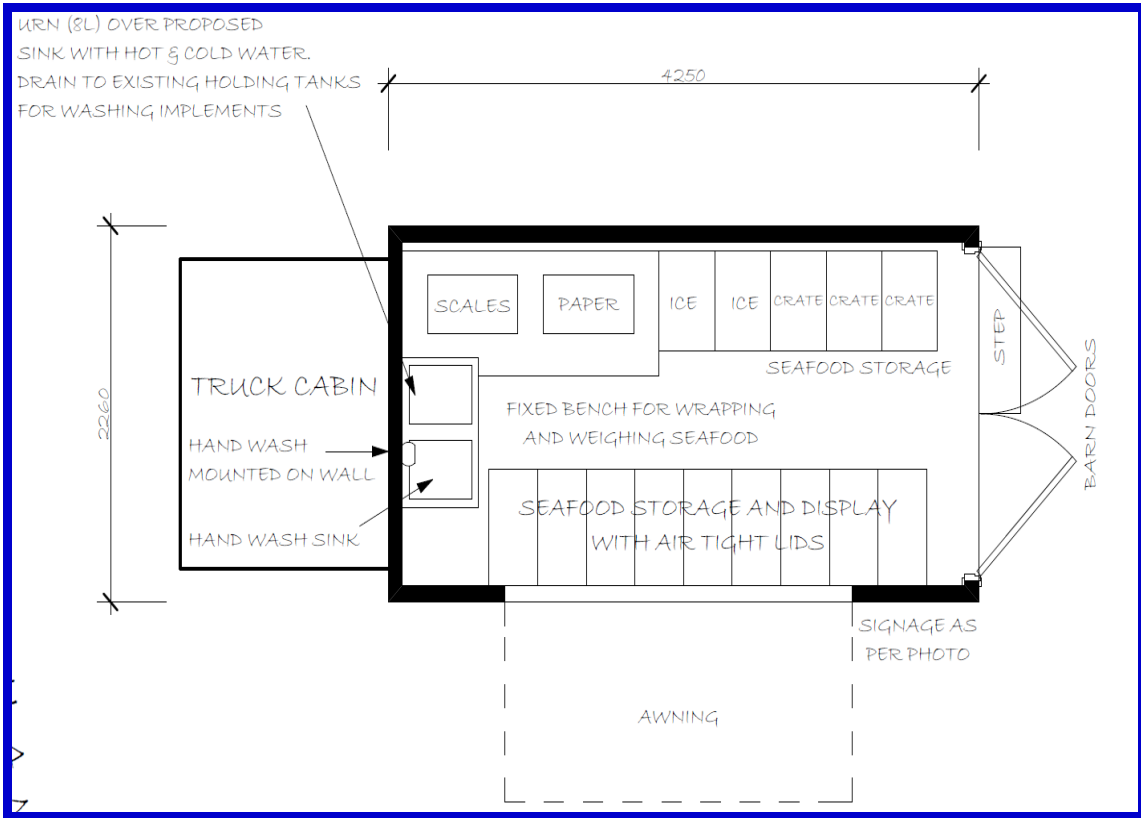 URN (8L) OVER PROPOSED
SINK WITH HOT & COLD WATER.
DRAIN TO EXISTING HOLDING TANKS
FOR WASHING IMPLEMENTS
4250
2260
SCALES
PAPER
ICE
ICE
CRATE
CRATE
CRATE
SEAFOOD STORAGE
STEP
BARN DOORS
TRUCK CABIN
HAND WASH
MOUNTED ON WALL
HAND WASH SINK
FIXED BENCH FOR WRAPPING
AND WEIGHING SEAFOOD
SEAFOOD STORAGE AND DISPLAY
WITH AIR TIGHT LIDS
SIGNAGE AS
PER PHOTO
AWNING